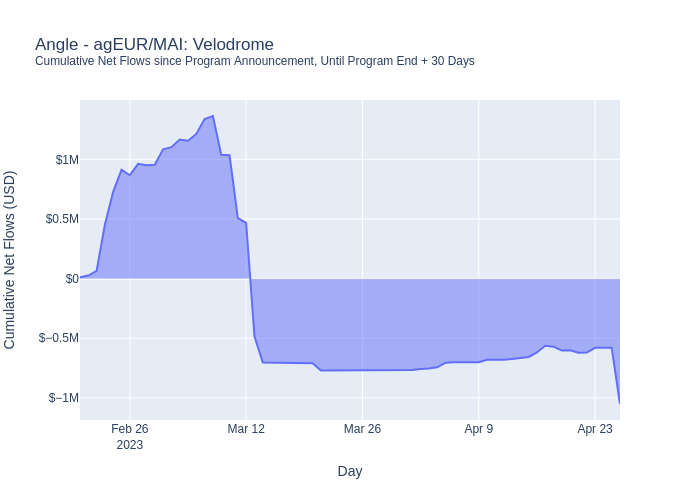 Angle - agEUR/MAI: Velodrome
Cumulative Net Flows since Program Announcement, Until Program End + 30 Days
Cumulative Net Flows (USD)
$1M
$0.5M
$0
$−0.5M
$−1M
Feb 26
2023
Mar 12
Mar 26
Apr 9
Apr 23
Day